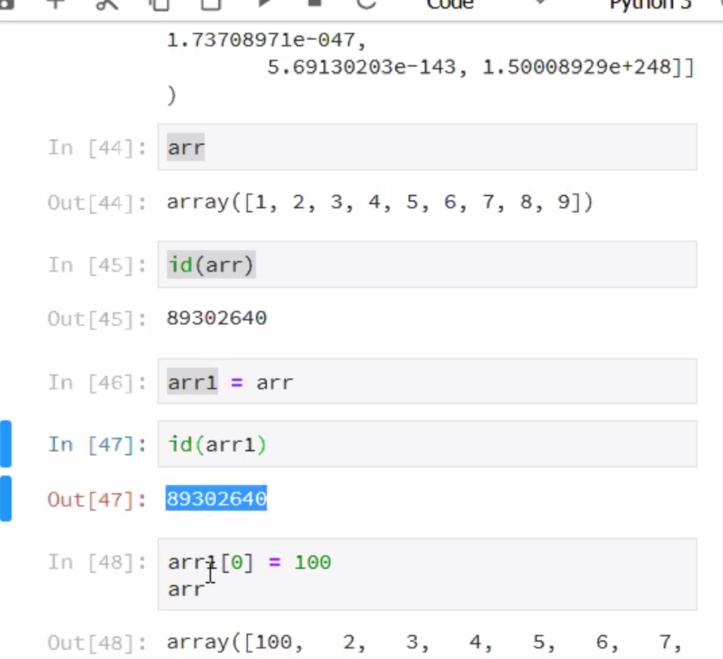 Code
Python 3
1.73708971e-047,
5.69130203e-143, 1.50008929e+248]]
)
In [44]: arr
Out[44]: array([1, 2, 3, 4, 5, 6, 7, 8, 9])
In [45]: id(arr)
Out[45]: 89302640
In [46]: arr1 = arr
In [47]: id(arr1)
Out[47]: 89302640
In [48]: arr1[0] = 100
arr
Out[48]: array([100, 2, 3, 4, 5, 6, 7,